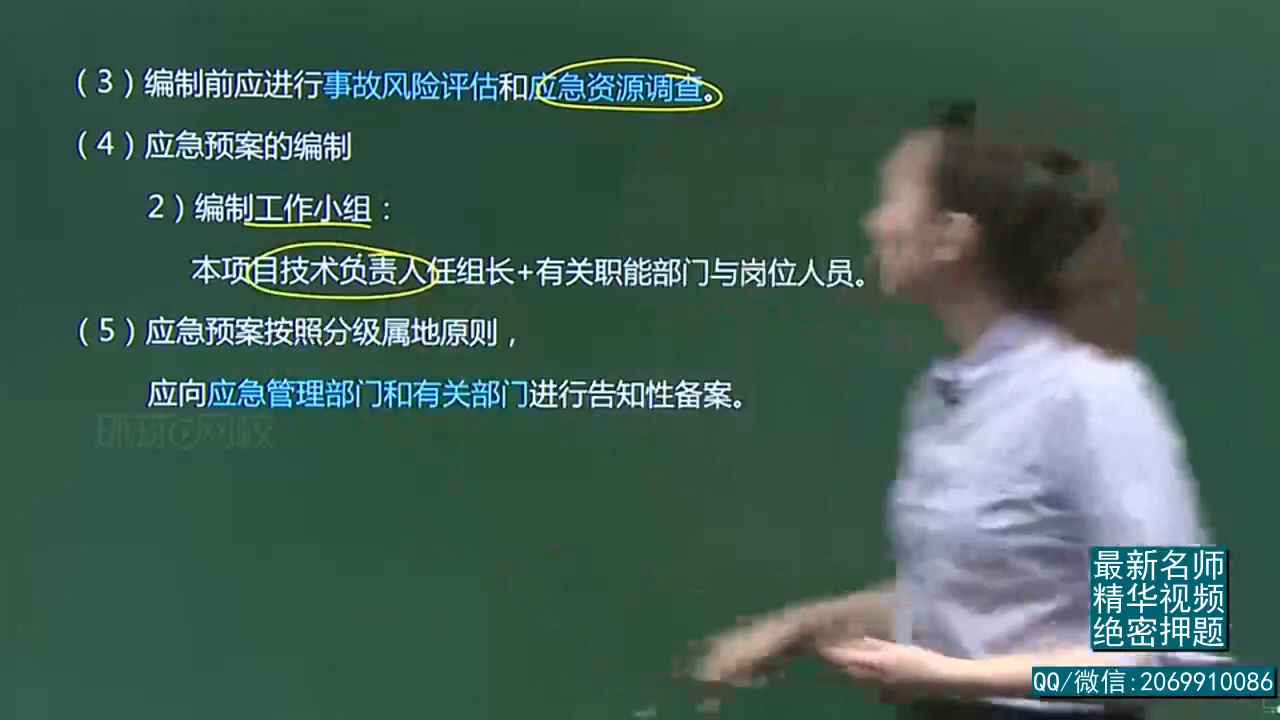 （3）编制前应进行事故风险评估和应急资源调查。
（4）应急预案的编制
2）编制工作小组：
本项目技术负责人任组长+有关职能部门与岗位人员。
（5）应急预案按照分级属地原则，
应向应急管理部门和有关部门进行告知性备案。
环球网校
最新名师
精华视频
绝密押题
QQ/微信:2069910086